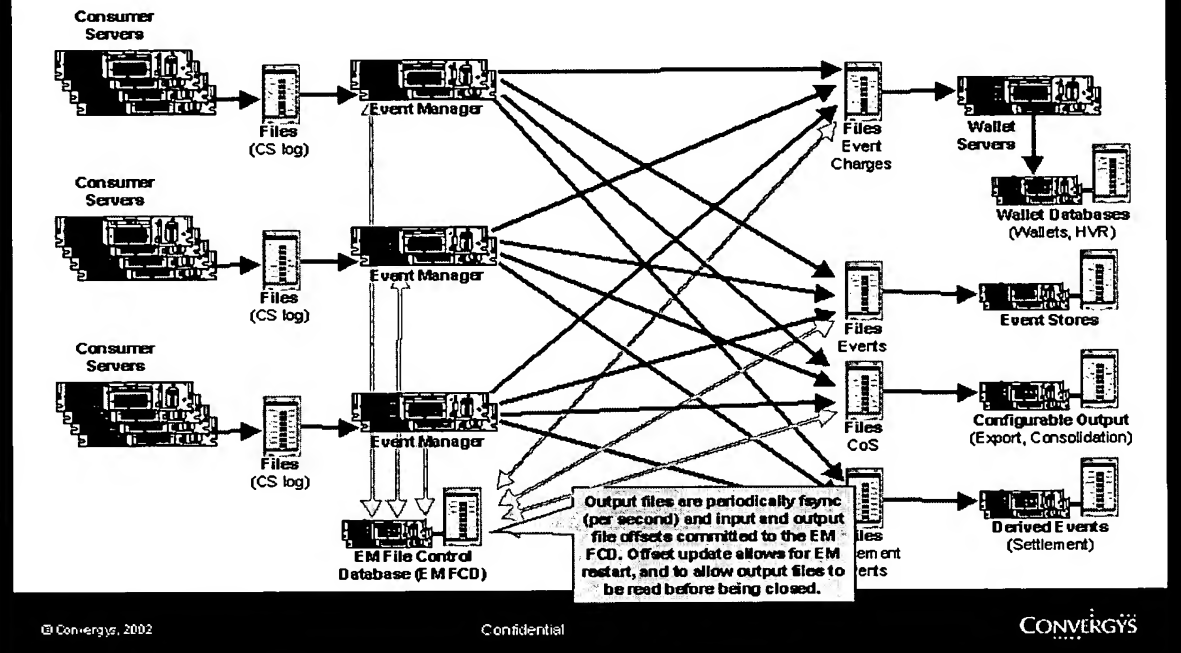 Consumer
Servers
Files
(CS log)
Event Manager
Files
Event
Charges
Wallet
Servers
Wallet Databases
(Wallets, HVR)
Consumer
Servers
Files
(CS log)
Event Manager
Files
Events
Event Stores
Consumer
Servers
Files
(CS log)
Event Manager
Files
CoS
Configurable Output
(Export, Consolidation)
EM File Control
Database (EM FCD)
Output files are periodically fsync
(per second) and input and output
file offsets committed to the EM
FCD. Offset update allows for EM
restart, and to allow output files to
be read before being closed.
Derived Events
(Settlement)
© Convergys, 2002
Confidential
CONVERGYS